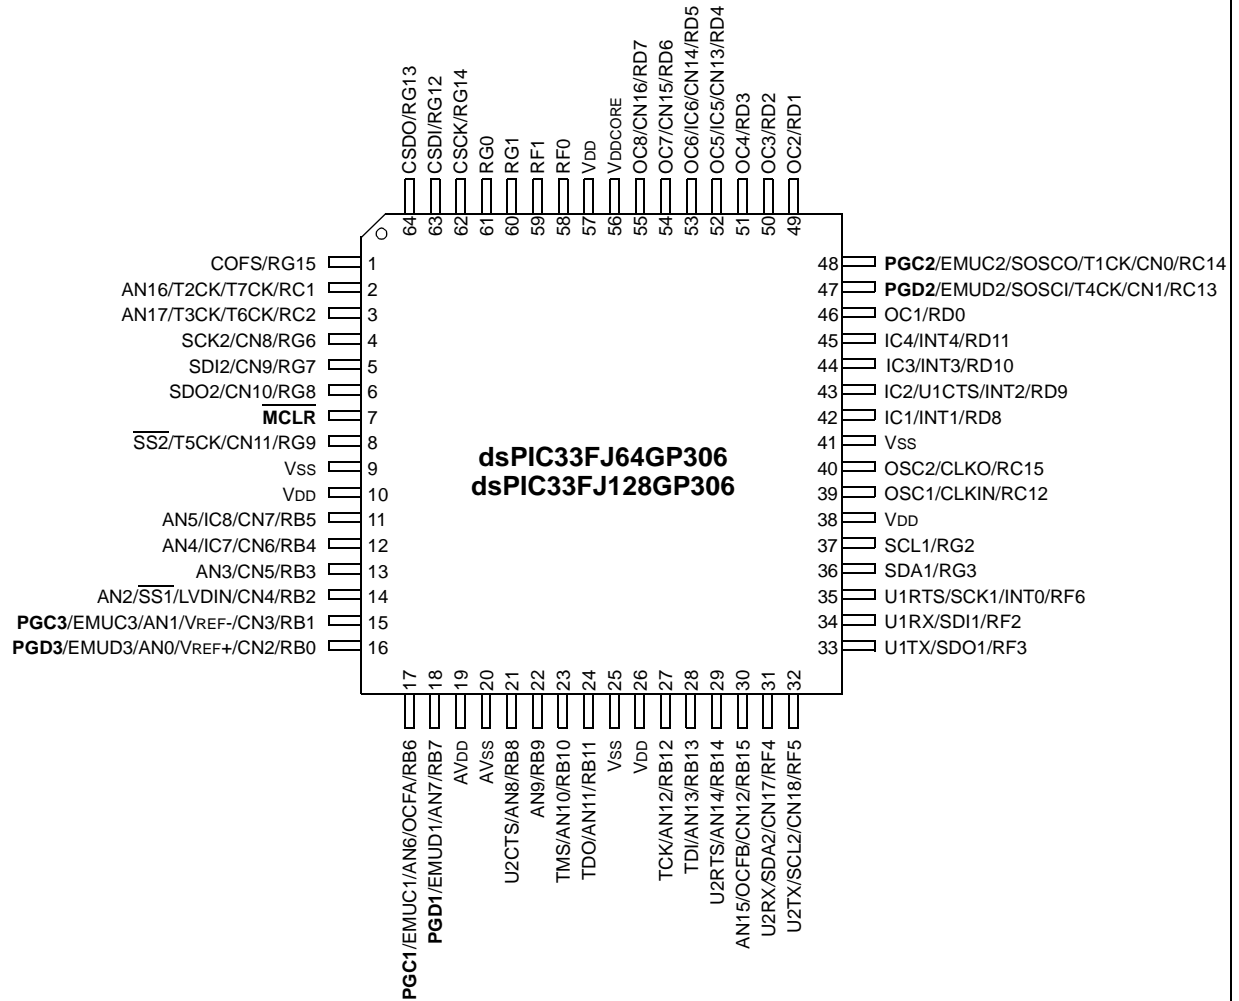 CSDO/RG13
CSDI/RG12
CSCK/RG14
RG0
RG1
RF1
RF0
VDD
VDDCORE
OC8/CN16/RD7
OC7/CN15/RD6
OC6/IC6/CN14/RD5
OC5/IC5/CN13/RD4
OC4/RD3
OC3/RD2
OC2/RD1
64
63
62
61
60
59
58
57
56
55
54
53
52
51
50
49
COFS/RG15 1
AN16/T2CK/T7CK/RC1 2
AN17/T3CK/T6CK/RC2 3
SCK2/CN8/RG6 4
SDI2/CN9/RG7 5
SDO2/CN10/RG8 6
MCLR 7
SS2/T5CK/CN11/RG9 8
VSS 9
VDD 10
AN5/IC8/CN7/RB5 11
AN4/IC7/CN6/RB4 12
AN3/CN5/RB3 13
AN2/SS1/LVDIN/CN4/RB2 14
PGC3/EMUC3/AN1/VREF-/CN3/RB1 15
PGD3/EMUD3/AN0/VREF+/CN2/RB0 16
dsPIC33FJ64GP306
dsPIC33FJ128GP306
48 PGC2/EMUC2/SOSCO/T1CK/CN0/RC14
47 PGD2/EMUD2/SOSCI/T4CK/CN1/RC13
46 OC1/RD0
45 IC4/INT4/RD11
44 IC3/INT3/RD10
43 IC2/U1CTS/INT2/RD9
42 IC1/INT1/RD8
41 VSS
40 OSC2/CLKO/RC15
39 OSC1/CLKIN/RC12
38 VDD
37 SCL1/RG2
36 SDA1/RG3
35 U1RTS/SCK1/INT0/RF6
34 U1RX/SDI1/RF2
33 U1TX/SDO1/RF3
17
18
19
20
21
22
23
24
25
26
27
28
29
30
31
32
PGC1/EMUC1/AN6/OCFA/RB6
PGD1/EMUD1/AN7/RB7
AVDD
AVSS
U2CTS/AN8/RB8
AN9/RB9
TMS/AN10/RB10
TDO/AN11/RB11
VSS
VDD
TCK/AN12/RB12
TDI/AN13/RB13
U2RTS/AN14/RB14
AN15/OCFB/CN12/RB15
U2RX/SDA2/CN17/RF4
U2TX/SCL2/CN18/RF5